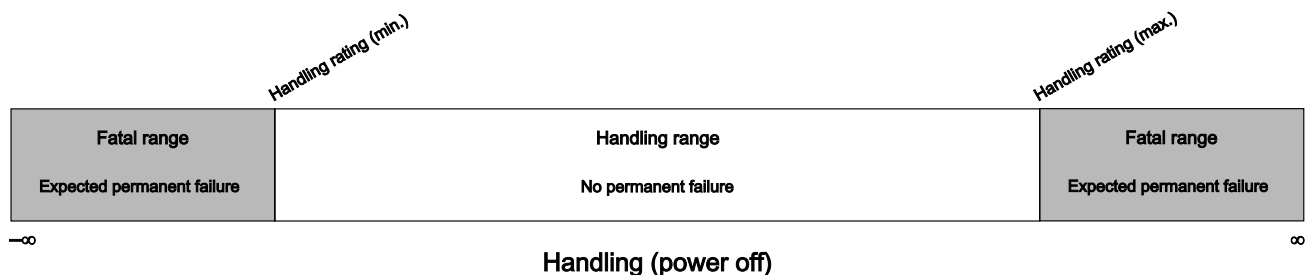 Handling rating (min.)
Handling rating (max.)
Fatal range
Handling range
Fatal range
Expected permanent failure
No permanent failure
Expected permanent failure
–∞
∞
Handling (power off)